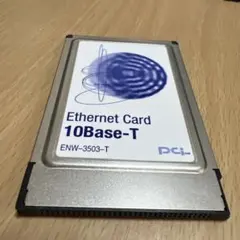 Ethernet Card
10Base-T
ENW-3503-T
PCi